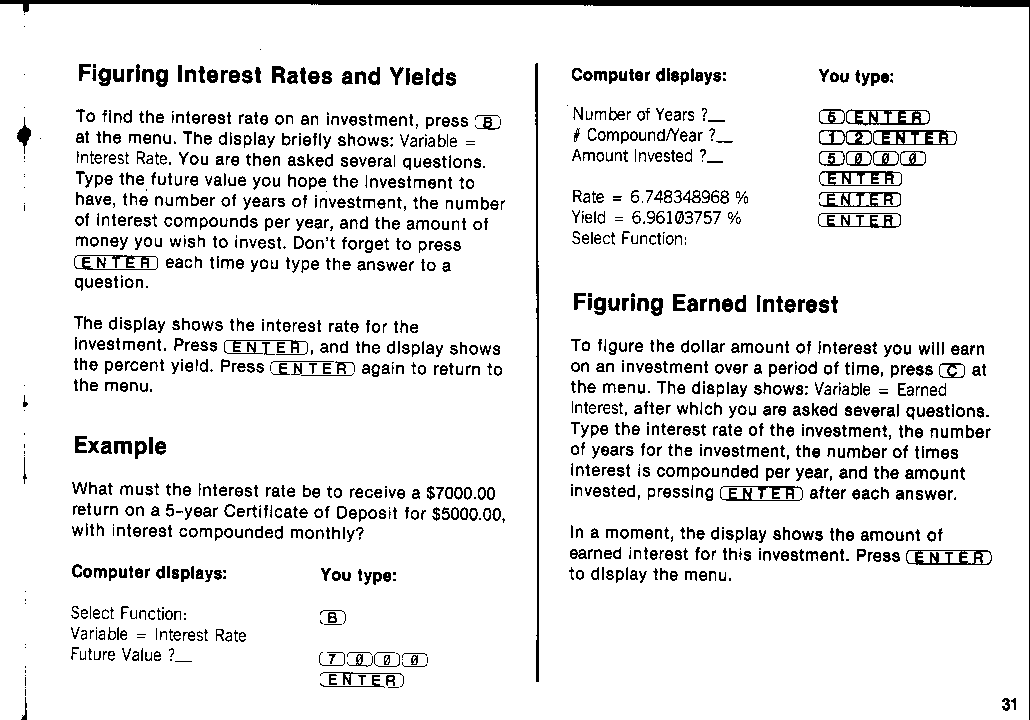 Figuring Interest Rates and Yields
To find the interest rate on an investment, press B
at the menu. The display briefly shows: Variable =
Interest Rate. You are then asked several questions.
Type the future value you hope the investment to
have, the number of years of investment, the number
of interest compounds per year, and the amount of
money you wish to invest. Don't forget to press
ENTER each time you type the answer to a
question.
The display shows the interest rate for the
investment. Press ENTER, and the display shows
the percent yield. Press ENTER again to return to
the menu.
Example
What must the interest rate be to receive a $7000.00
return on a 5-year Certificate of Deposit for $5000.00,
with interest compounded monthly?
Computer displays: You type:
Select Function: B
Variable = Interest Rate
Future Value ?_ 7000
ENTER
Computer displays: You type:
Number of Years ?_ 5 ENTER
# Compound/Year ?_ 12 ENTER
Amount Invested ?_ 5000
ENTER
Rate = 6.748348968 % ENTER
Yield = 6.96103757 % ENTER
Select Function:
Figuring Earned Interest
To figure the dollar amount of interest you will earn
on an investment over a period of time, press C at
the menu. The display shows: Variable = Earned
Interest, after which you are asked several questions.
Type the interest rate of the investment, the number
of years for the investment, the number of times
interest is compounded per year, and the amount
invested, pressing ENTER after each answer.
In a moment, the display shows the amount of
earned interest for this investment. Press ENTER
to display the menu.
31